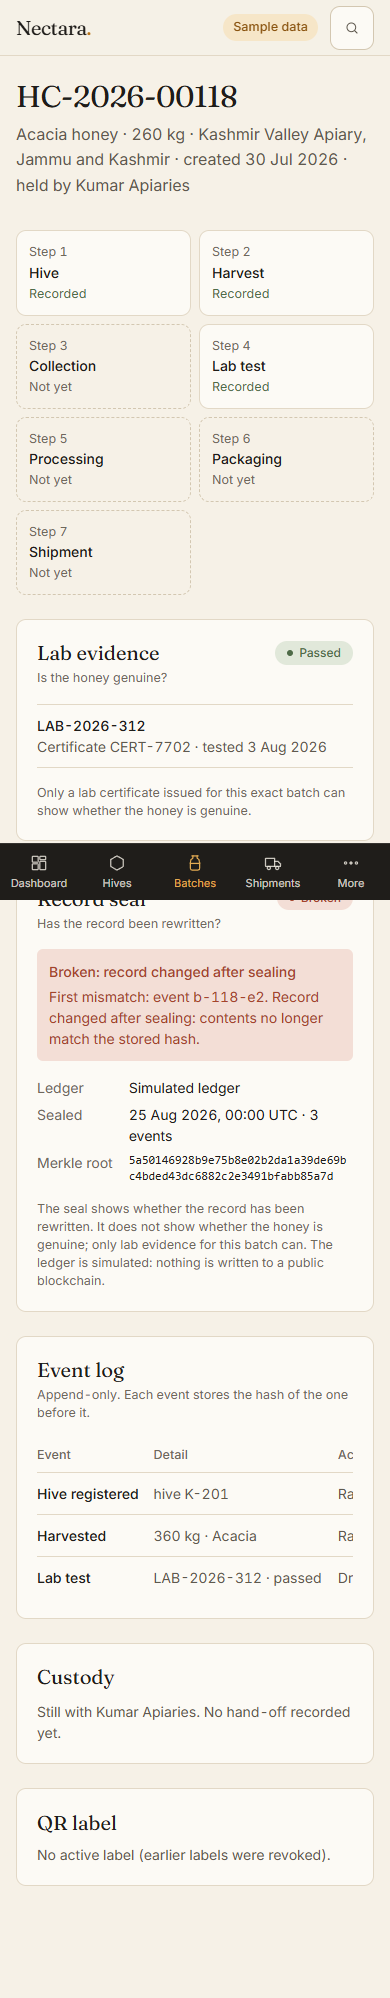 Nectara.
Sample data
HC-2026-00118
Acacia honey · 260 kg · Kashmir Valley Apiary,
Jammu and Kashmir · created 30 Jul 2026 ·
held by Kumar Apiaries
Step 1
Hive
Recorded
Step 2
Harvest
Recorded
Step 3
Collection
Not yet
Step 4
Lab test
Recorded
Step 5
Processing
Not yet
Step 6
Packaging
Not yet
Step 7
Shipment
Not yet
Lab evidence
Passed
Is the honey genuine?
LAB-2026-312
Certificate CERT-7702 · tested 3 Aug 2026
Only a lab certificate issued for this exact batch can
show whether the honey is genuine.
Dashboard
Hives
Batches
Shipments
More
Record seal
Broken
Has the record been rewritten?
Broken: record changed after sealing
First mismatch: event b-118-e2. Record
changed after sealing: contents no longer
match the stored hash.
Ledger Simulated ledger
Sealed 25 Aug 2026, 00:00 UTC · 3
events
Merkle root 5a50146928b9e75b8e02b2da1a39de69b
c4bded43dc6882c2e3491bfabb85a7d
The seal shows whether the record has been
rewritten. It does not show whether the honey is
genuine; only lab evidence for this batch can. The
ledger is simulated: nothing is written to a public
blockchain.
Event log
Append-only. Each event stores the hash of the one
before it.
Event Detail Ac
Hive registered hive K-201 Ra
Harvested 360 kg · Acacia Ra
Lab test LAB-2026-312 · passed Dr
Custody
Still with Kumar Apiaries. No hand-off recorded
yet.
QR label
No active label (earlier labels were revoked).